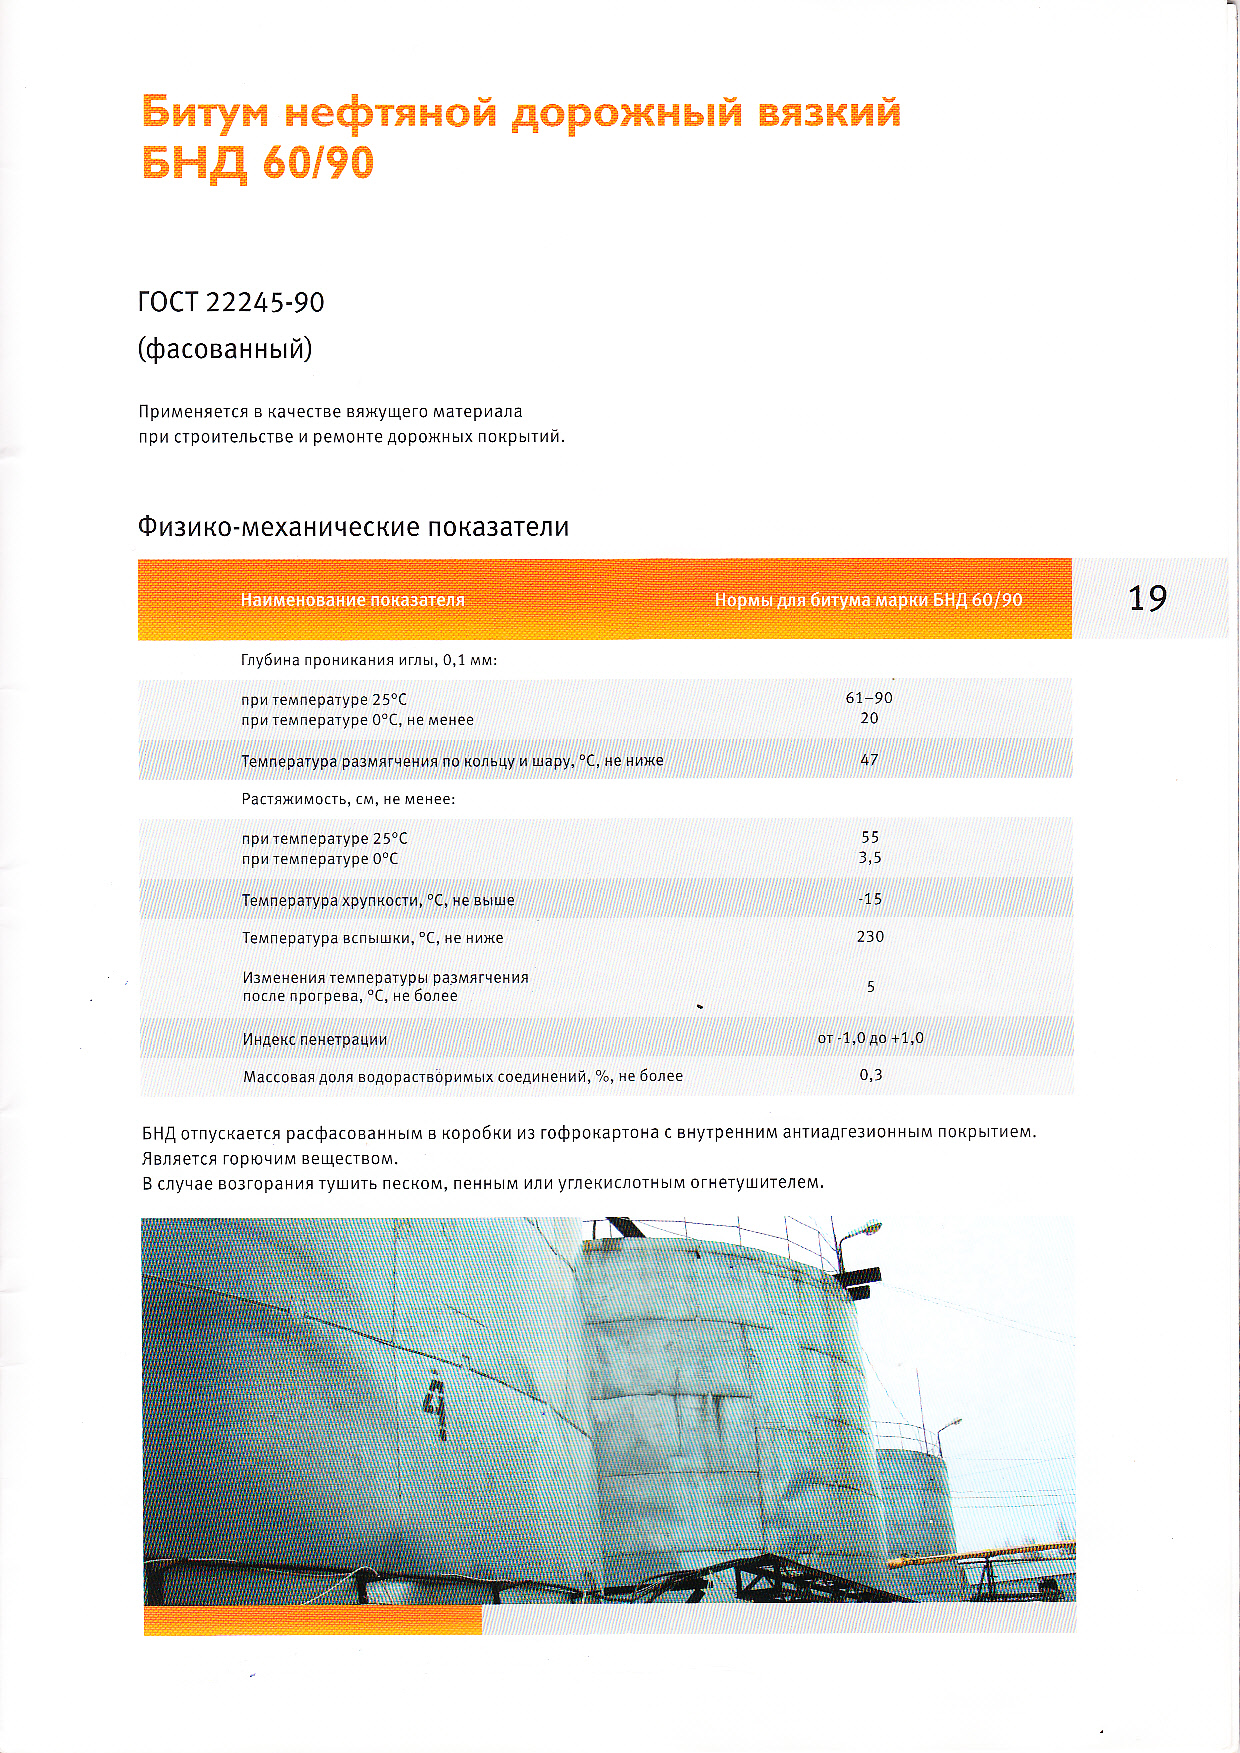 Битум нефтяной дорожный вязкий
БНД 60/90
ГОСТ 22245-90
(фасованный)
Применяется в качестве вяжущего материала
при строительстве и ремонте дорожных покрытий.
Физико-механические показатели
Наименование показателя Нормы для битума марки БНД 60/90
19
Глубина проникания иглы, 0,1 мм:
при температуре 25°C 61–90
при температуре 0°C, не менее 20
Температура размягчения по кольцу и шару, °C, не ниже 47
Растяжимость, см, не менее:
при температуре 25°C 55
при температуре 0°C 3,5
Температура хрупкости, °C, не выше -15
Температура вспышки, °C, не ниже 230
Изменения температуры размягчения
после прогрева, °C, не более 5
Индекс пенетрации от -1,0 до +1,0
Массовая доля водорастворимых соединений, %, не более 0,3
БНД отпускается расфасованным в коробки из гофрокартона с внутренним антиадгезионным покрытием.
Является горючим веществом.
В случае возгорания тушить песком, пенным или углекислотным огнетушителем.
4